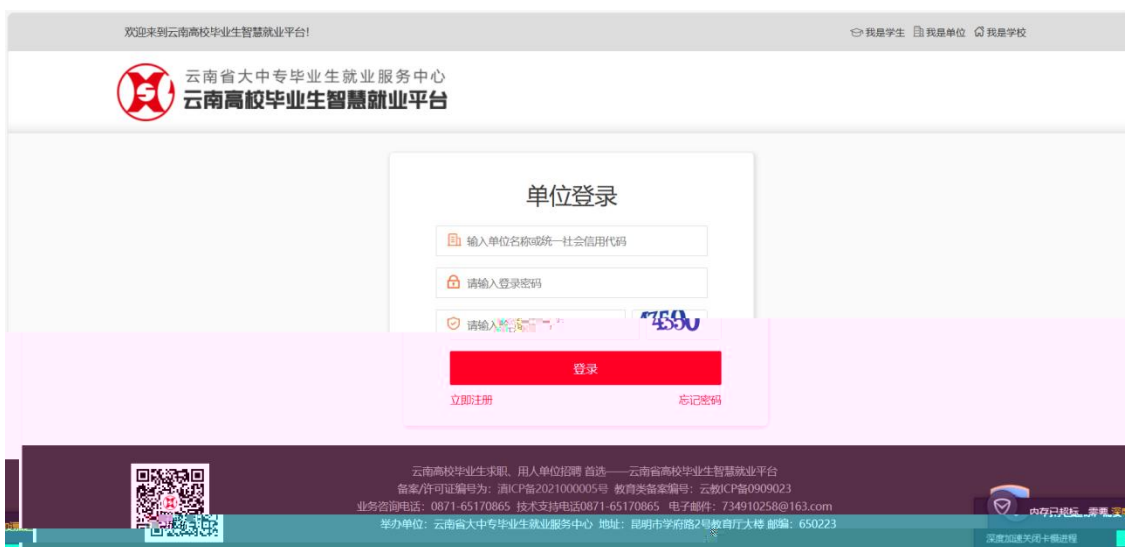 欢迎来到云南高校毕业生智慧就业平台!
我是学生 我是单位 我是学校
云南省大中专毕业生就业服务中心
云南高校毕业生智慧就业平台
单位登录
输入单位名称或统一社会信用代码
请输入登录密码
请输入
登录
立即注册 忘记密码
云南高校毕业生求职、用人单位招聘 首选——云南省高校毕业生智慧就业平台
备案/许可证编号为：滇ICP备2021000005号 教育类备案编号：云教ICP备0909023
业务咨询电话：0871-65170865 技术支持电话0871-65170865 电子邮件：734910258@163.com
举办单位：云南省大中专毕业生就业服务中心 地址：昆明市学府路2号教育厅大楼 邮编：650223
内存已超标，需要
深度加速关闭卡慢进程